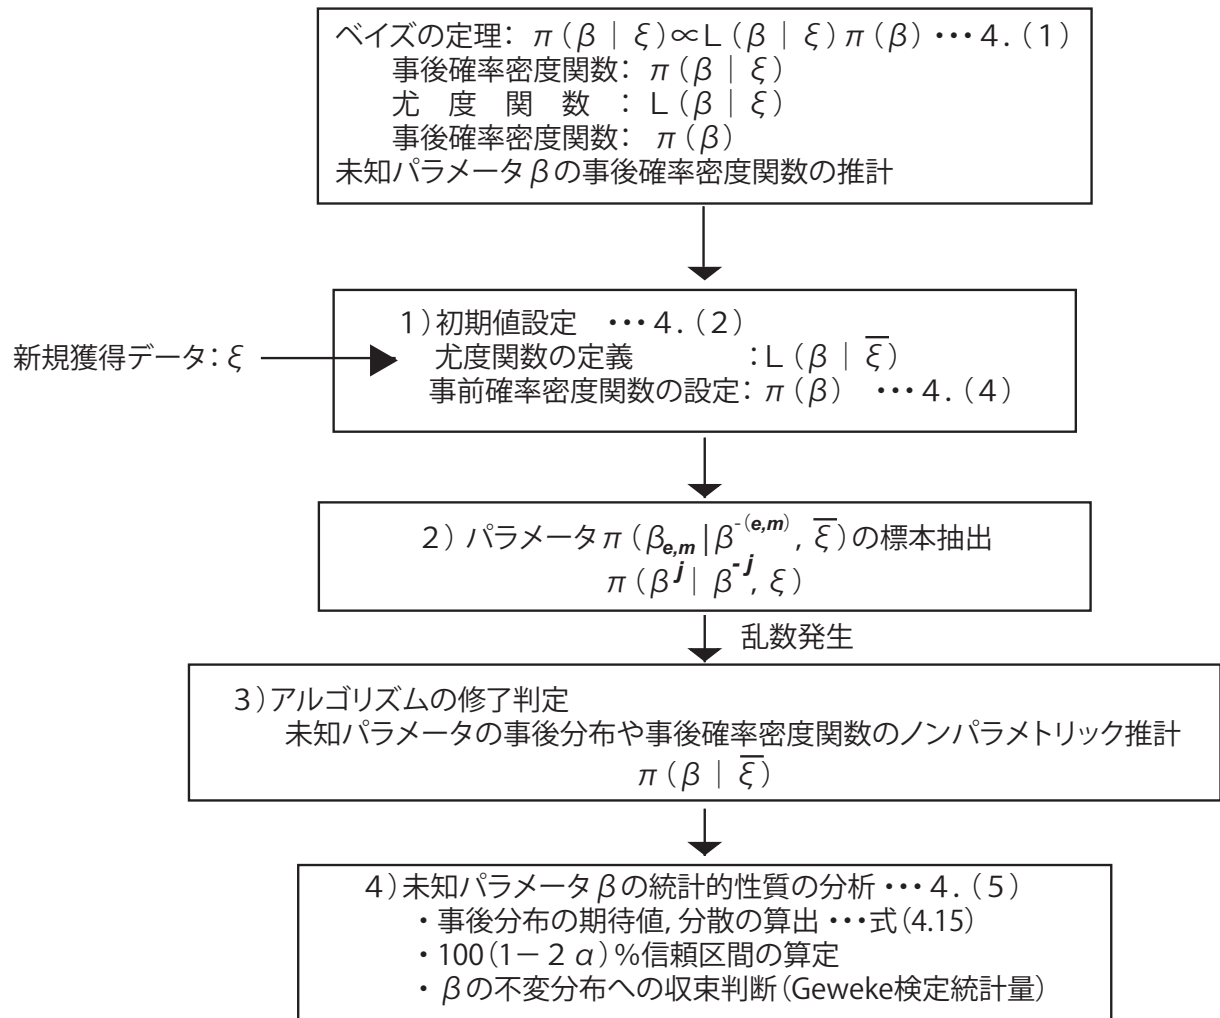 ベイズの定理： π（β｜ξ）∝L（β｜ξ）π（β）・・・4．（1）
事後確率密度関数： π（β｜ξ）
尤 度 関 数 ：L（β｜ξ）
事後確率密度関数： π（β）
未知パラメータβの事後確率密度関数の推計
1）初期値設定 ・・・4．（2）
新規獲得データ：ξ
尤度関数の定義 ：L（β｜ξ̅）
事前確率密度関数の設定：π（β） ・・・4．（4）
2）パラメータπ（βe,m｜β-(e,m)，ξ̅）の標本抽出
π（βj｜β-j，ξ）
乱数発生
3）アルゴリズムの修了判定
未知パラメータの事後分布や事後確率密度関数のノンパラメトリック推計
π（β｜ξ̅）
4）未知パラメータβの統計的性質の分析・・・4．（5）
・事後分布の期待値，分散の算出・・・式（4.15）
・100（1－2α）%信頼区間の算定
・βの不変分布への収束判断（Geweke検定統計量）